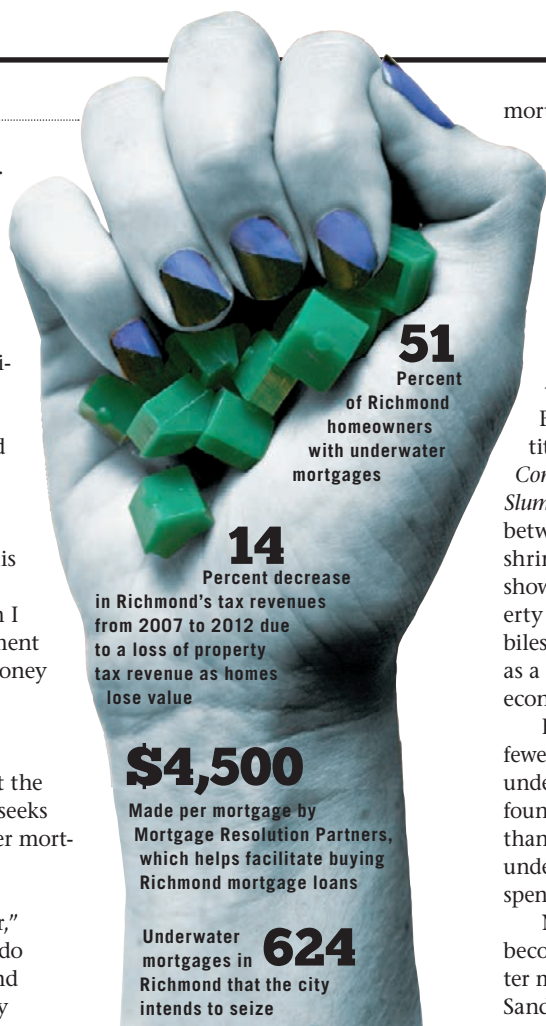 i-
d
is
I
ment
oney
t the
seeks
er mort-
r,”
do
nd
y
51
Percent
of Richmond
homeowners
with underwater
mortgages
14
Percent decrease
in Richmond's tax revenues
from 2007 to 2012 due
to a loss of property
tax revenue as homes
lose value
$4,500
Made per mortgage by
Mortgage Resolution Partners,
which helps facilitate buying
Richmond mortgage loans
Underwater
mortgages in 624
Richmond that the city
intends to seize
mort
tit
Con
Slum
betw
shrin
show
erty
biles
as a
econ
fewe
unde
foun
than
unde
spen
beco
ter
Sanc